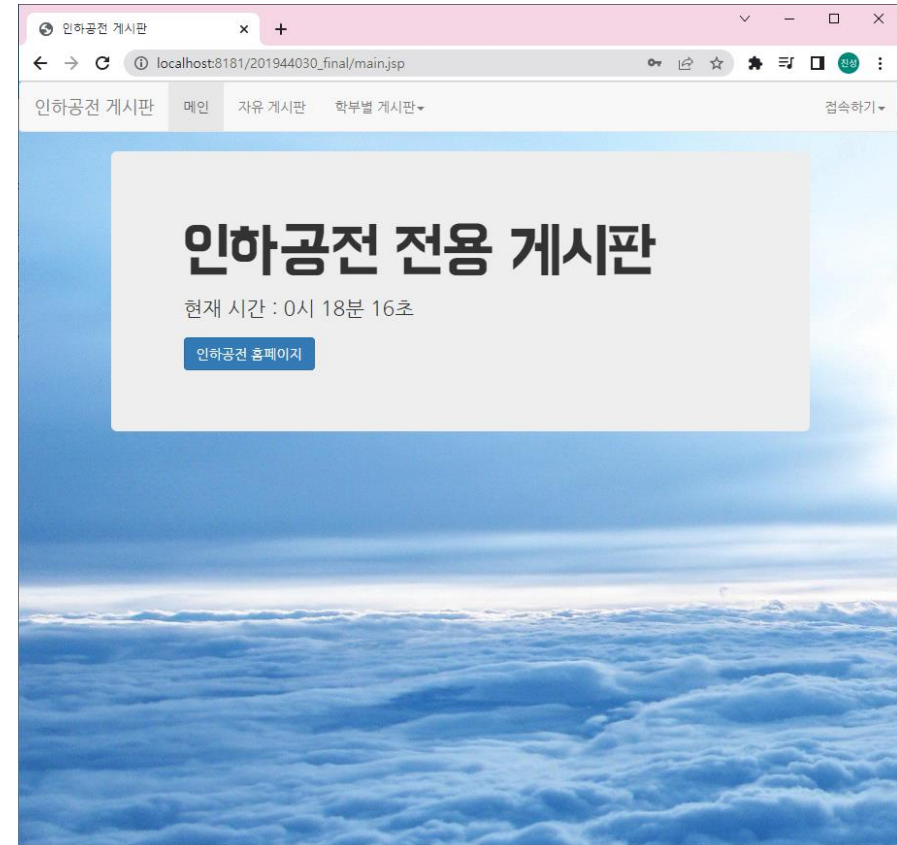 인하공전 게시판
localhost:8181/201944030_final/main.jsp
진성
인하공전 게시판 메인 자유 게시판 학부별 게시판 접속하기
인하공전 전용 게시판
현재 시간 : 0시 18분 16초
인하공전 홈페이지